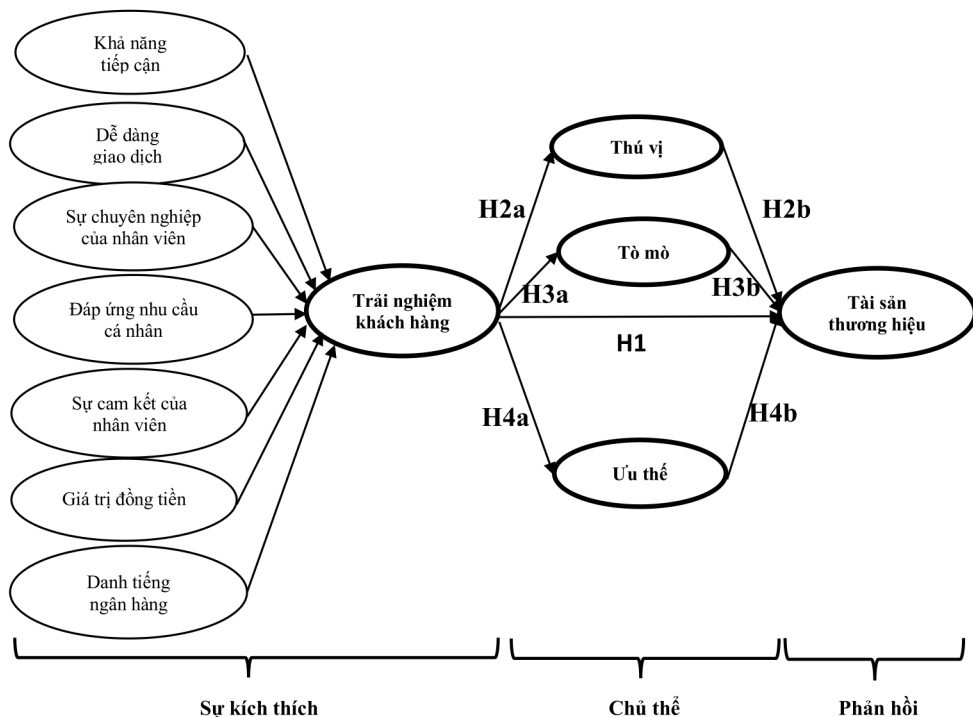 Khả năng
tiếp cận
Dễ dàng
giao dịch
Sự chuyên nghiệp
của nhân viên
Đáp ứng nhu cầu
cá nhân
Sự cam kết của
nhân viên
Giá trị đồng tiền
Danh tiếng
ngân hàng
Trải nghiệm
khách hàng
H2a
H3a
H4a
Thú vị
Tò mò
H1
Ưu thế
H2b
H3b
H4b
Tài sản
thương hiệu
Sự kích thích
Chủ thể
Phản hồi